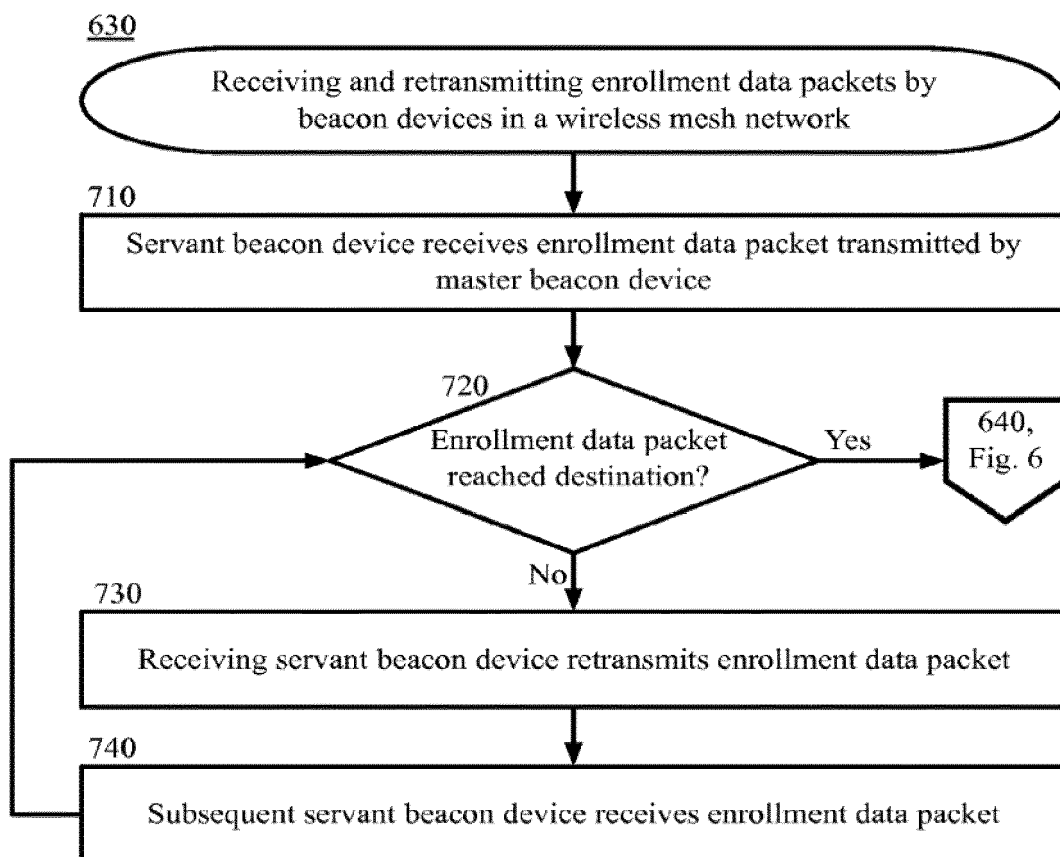 630
Receiving and retransmitting enrollment data packets by
beacon devices in a wireless mesh network
710
Servant beacon device receives enrollment data packet transmitted by
master beacon device
720
Enrollment data packet
reached destination?
Yes
640,
Fig. 6
No
730
Receiving servant beacon device retransmits enrollment data packet
740
Subsequent servant beacon device receives enrollment data packet